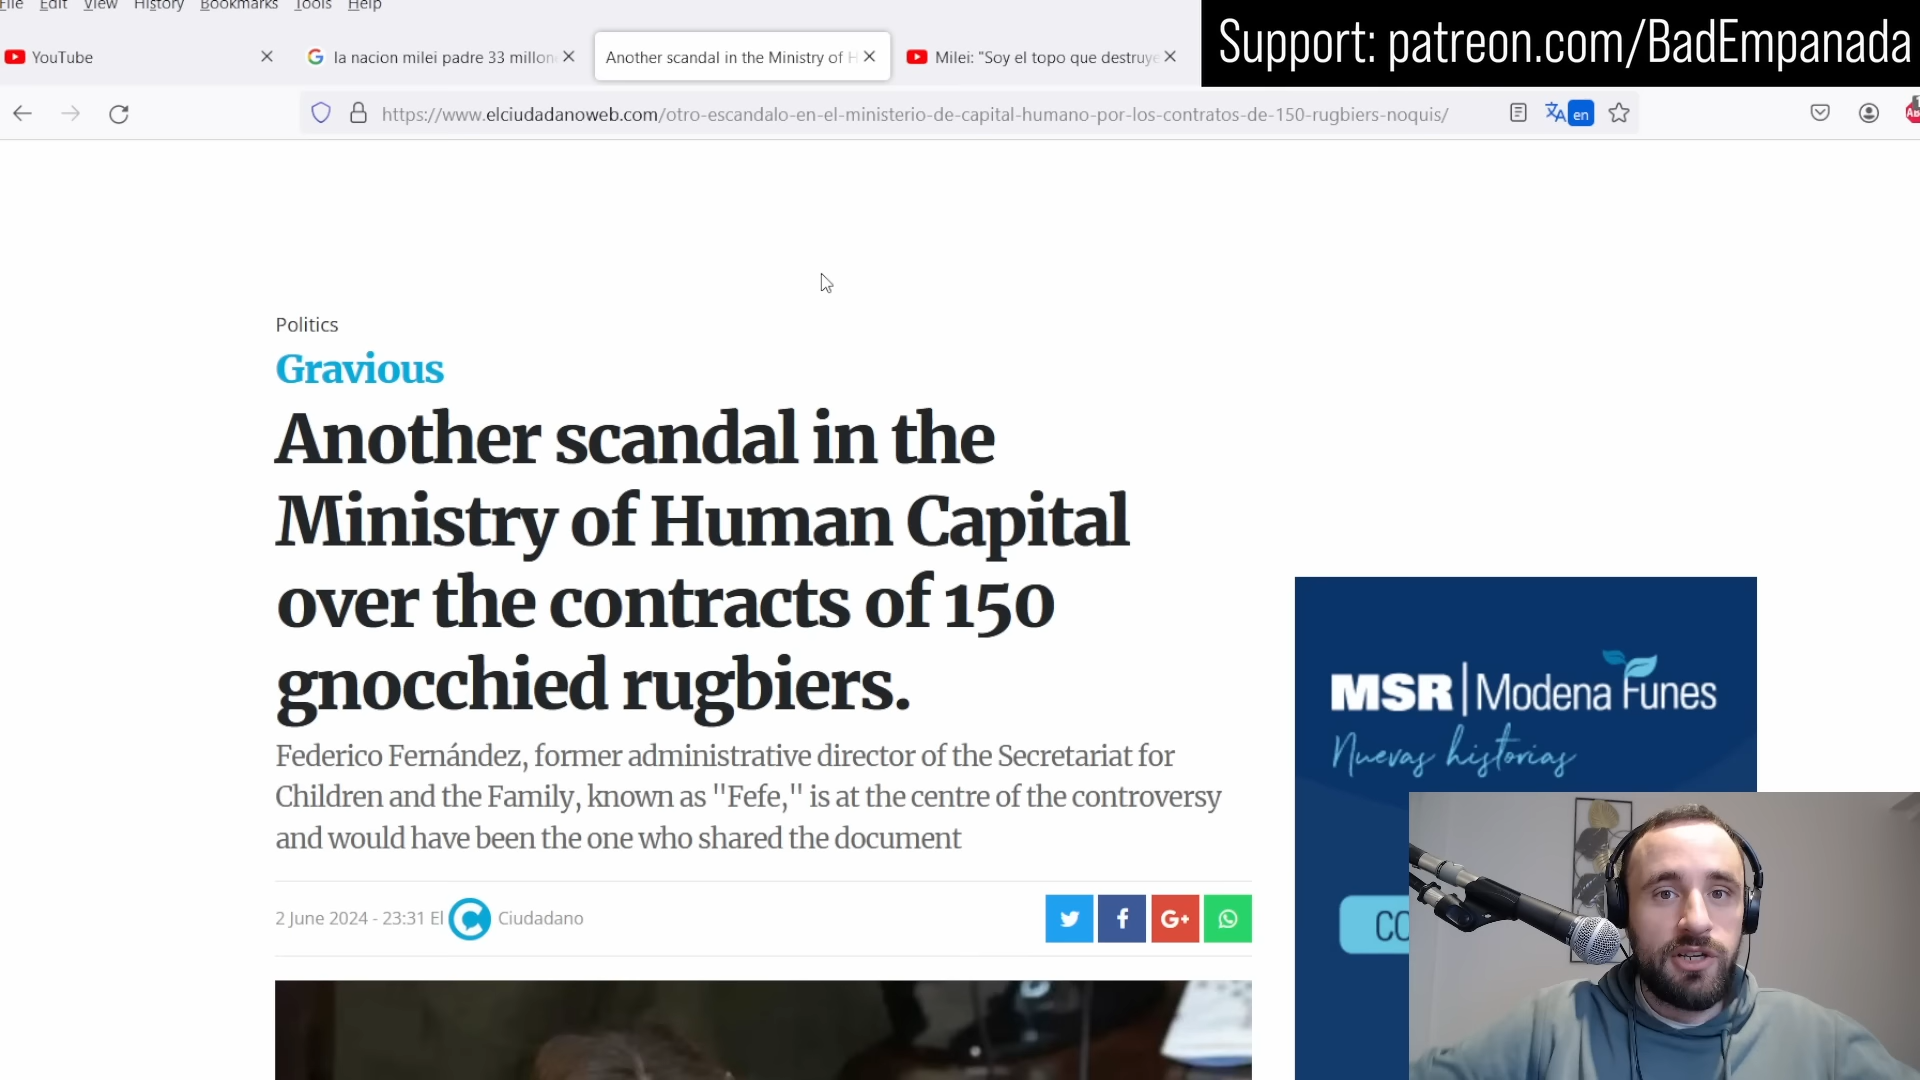 File Edit View History Bookmarks Tools Help
Support: patreon.com/BadEmpanada
YouTube
la nacion milei padre 33 millon
Another scandal in the Ministry of H
Milei: "Soy el topo que destruye
https://www.elciudadanoweb.com/otro-escandalo-en-el-ministerio-de-capital-humano-por-los-contratos-de-150-rugbiers-noquis/
en
Politics
Gravious
Another scandal in the
Ministry of Human Capital
over the contracts of 150
gnocchied rugbiers.
Federico Fernández, former administrative director of the Secretariat for
Children and the Family, known as "Fefe," is at the centre of the controversy
and would have been the one who shared the document
2 June 2024 - 23:31 El Ciudadano
G+
MSR | Modena Funes
Nuevas historias
CO